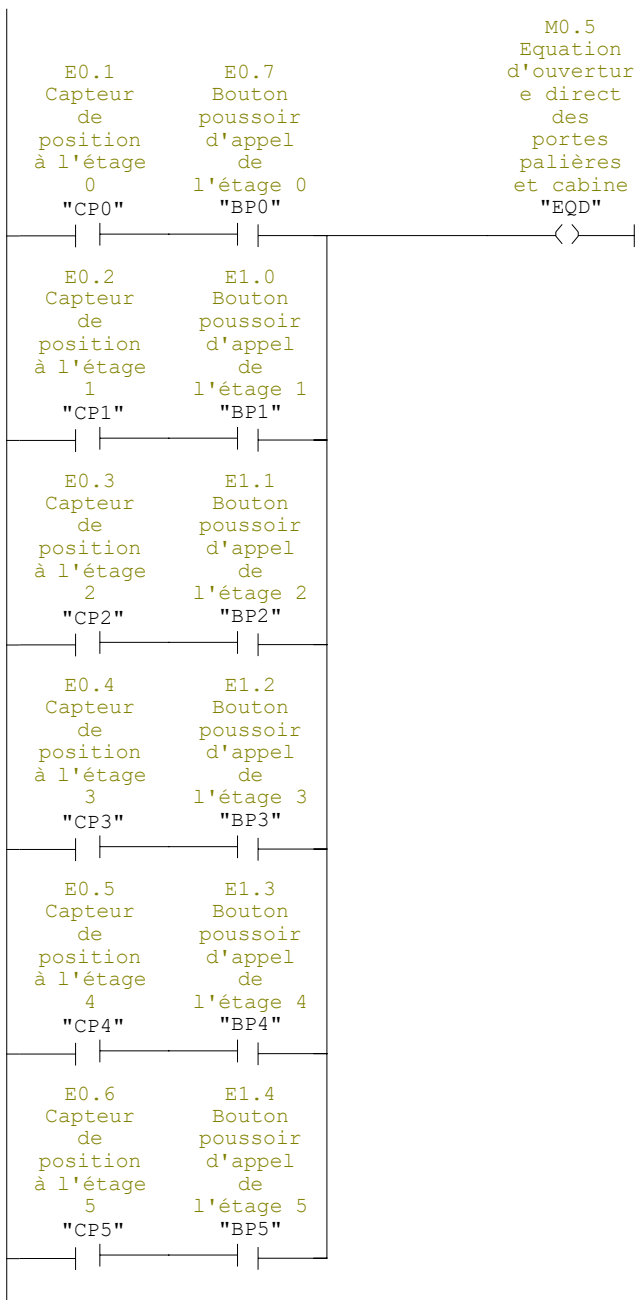 M0.5
Equation
d'ouvertur
e direct
des
portes
palières
et cabine
"EQD"
E0.1
Capteur
de
position
à l'étage
0
"CP0"
E0.7
Bouton
poussoir
d'appel
de
l'étage 0
"BP0"
E0.2
Capteur
de
position
à l'étage
1
"CP1"
E1.0
Bouton
poussoir
d'appel
de
l'étage 1
"BP1"
E0.3
Capteur
de
position
à l'étage
2
"CP2"
E1.1
Bouton
poussoir
d'appel
de
l'étage 2
"BP2"
E0.4
Capteur
de
position
à l'étage
3
"CP3"
E1.2
Bouton
poussoir
d'appel
de
l'étage 3
"BP3"
E0.5
Capteur
de
position
à l'étage
4
"CP4"
E1.3
Bouton
poussoir
d'appel
de
l'étage 4
"BP4"
E0.6
Capteur
de
position
à l'étage
5
"CP5"
E1.4
Bouton
poussoir
d'appel
de
l'étage 5
"BP5"